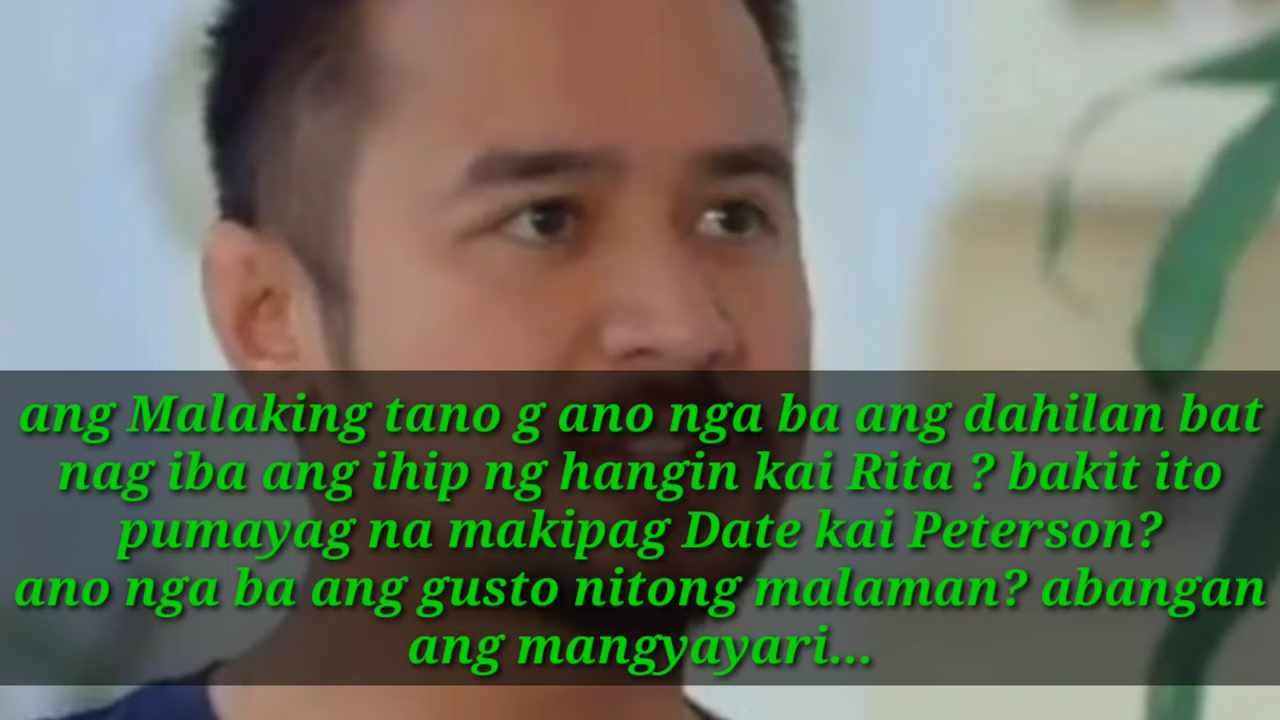 ang Malaking tano g ano nga ba ang dahilan bat
nag iba ang ihip ng hangin kai Rita ? bakit ito
pumayag na makipag Date kai Peterson?
ano nga ba ang gusto nitong malaman? abangan
ang mangyayari...